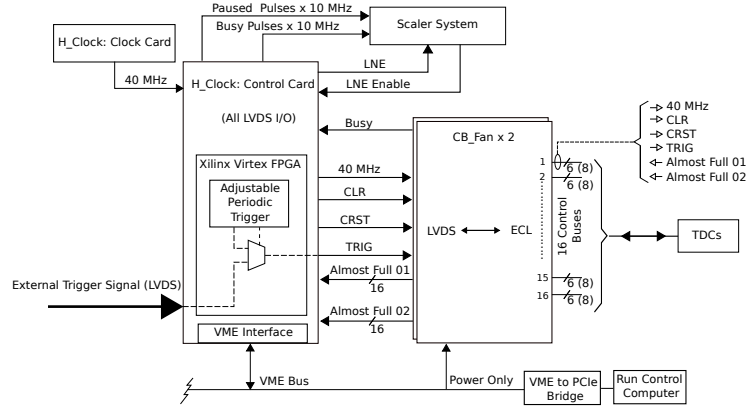 Paused Pulses x 10 MHz
Busy Pulses x 10 MHz
Scaler System
H_Clock: Clock Card
LNE
40 MHz
H_Clock: Control Card
LNE Enable
(All LVDS I/O)
Busy
CB_Fan x 2
40 MHz
CLR
CRST
TRIG
Almost Full 01
Almost Full 02
Xilinx Virtex FPGA
Adjustable
Periodic
Trigger
40 MHz
CLR
CRST
TRIG
Almost Full 01
16
Almost Full 02
16
LVDS
ECL
1
6 (8)
2
6 (8)
16 Control
Buses
15
6 (8)
16
6 (8)
TDCs
External Trigger Signal (LVDS)
VME Interface
VME Bus
Power Only
VME to PCIe
Bridge
Run Control
Computer